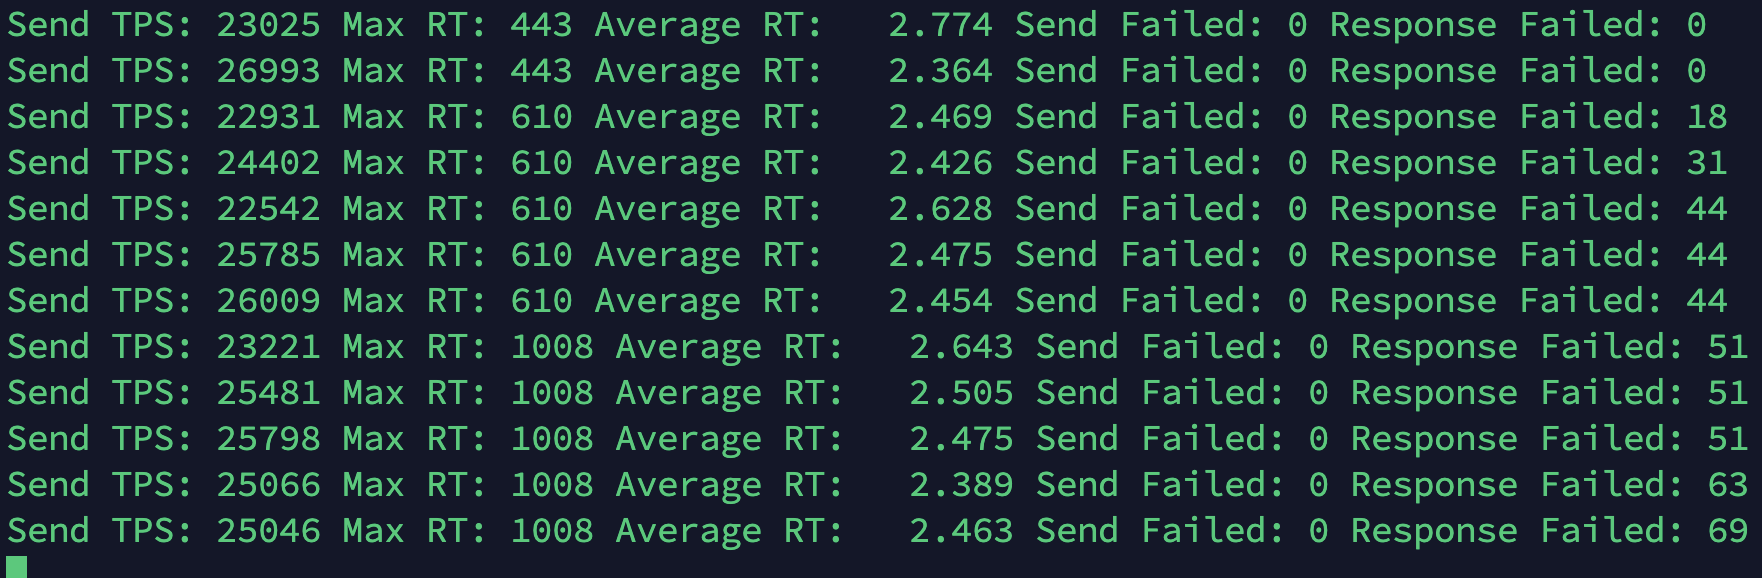 Send TPS: 23025 Max RT: 443 Average RT:   2.774 Send Failed: 0 Response Failed: 0
Send TPS: 26993 Max RT: 443 Average RT:   2.364 Send Failed: 0 Response Failed: 0
Send TPS: 22931 Max RT: 610 Average RT:   2.469 Send Failed: 0 Response Failed: 18
Send TPS: 24402 Max RT: 610 Average RT:   2.426 Send Failed: 0 Response Failed: 31
Send TPS: 22542 Max RT: 610 Average RT:   2.628 Send Failed: 0 Response Failed: 44
Send TPS: 25785 Max RT: 610 Average RT:   2.475 Send Failed: 0 Response Failed: 44
Send TPS: 26009 Max RT: 610 Average RT:   2.454 Send Failed: 0 Response Failed: 44
Send TPS: 23221 Max RT: 1008 Average RT:   2.643 Send Failed: 0 Response Failed: 51
Send TPS: 25481 Max RT: 1008 Average RT:   2.505 Send Failed: 0 Response Failed: 51
Send TPS: 25798 Max RT: 1008 Average RT:   2.475 Send Failed: 0 Response Failed: 51
Send TPS: 25066 Max RT: 1008 Average RT:   2.389 Send Failed: 0 Response Failed: 63
Send TPS: 25046 Max RT: 1008 Average RT:   2.463 Send Failed: 0 Response Failed: 69